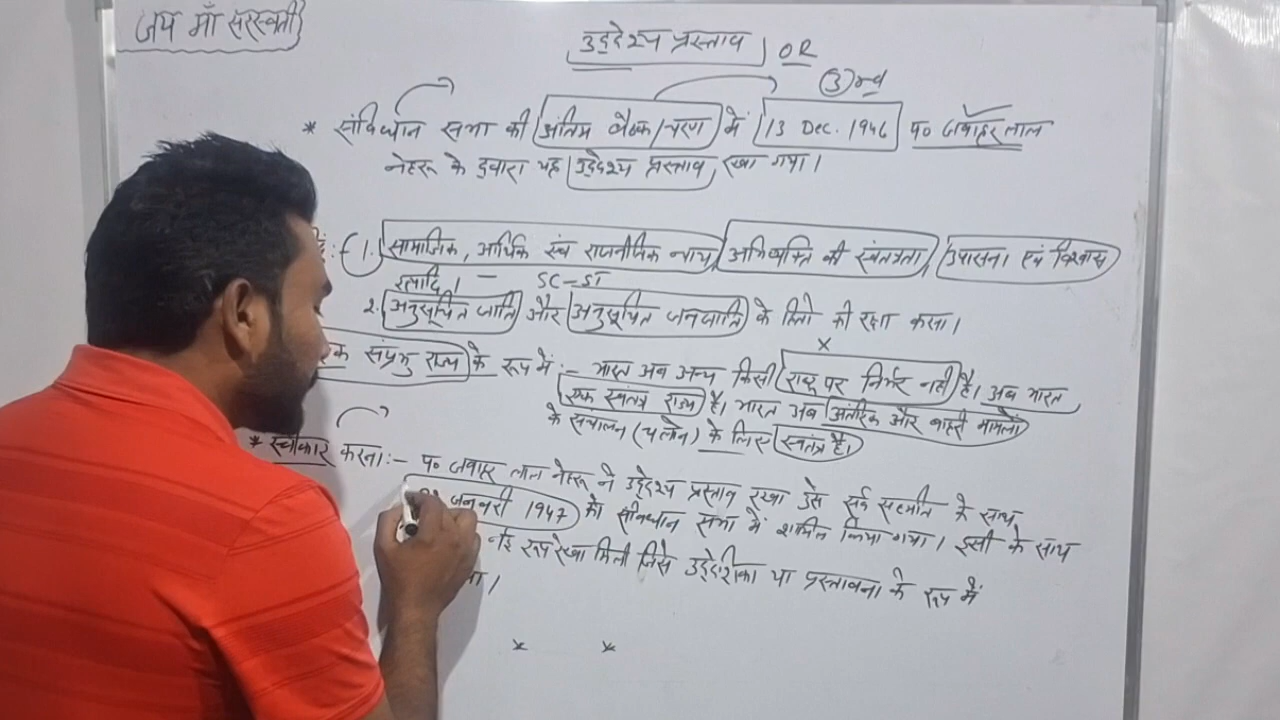 जय माँ सरस्वती
उद्देश्य प्रस्ताव OR
* संविधान सभा की अंतिम बैठक/चरण में 13 Dec. 1946 प० जवाहर लाल
नेहरू के द्वारा यह उद्देश्य प्रस्ताव रखा गया।
1. सामाजिक, आर्थिक एंव राजनीतिक न्याय, अभिव्यक्ति की स्वंतत्रता, उपासना एवं विश्वास
इत्यादि। — SC-ST
2. अनुसूचित जाति और अनुसूचित जनजाति के हितो की रक्षा करना।
एक संप्रभु राज्य के रूप में :- भारत अब अन्य किसी राष्ट्र पर निर्भर नही है। अब भारत
एक स्वतंत्र राज्य है। भारत अब आंतरिक और बाहरी मामलो
के संचालन (चलाने) के लिए स्वतंत्र है।
* स्वीकार करना:- प० जवाहर लाल नेहरू ने उद्देश्य प्रस्ताव रखा उसे सर्व सहमति के साथ
जनवरी 1947 को संविधान सभा में शामिल किया गया। इसी के साथ
नई रूपरेखा मिली जिसे उद्देशिका या प्रस्तावना के रूप में